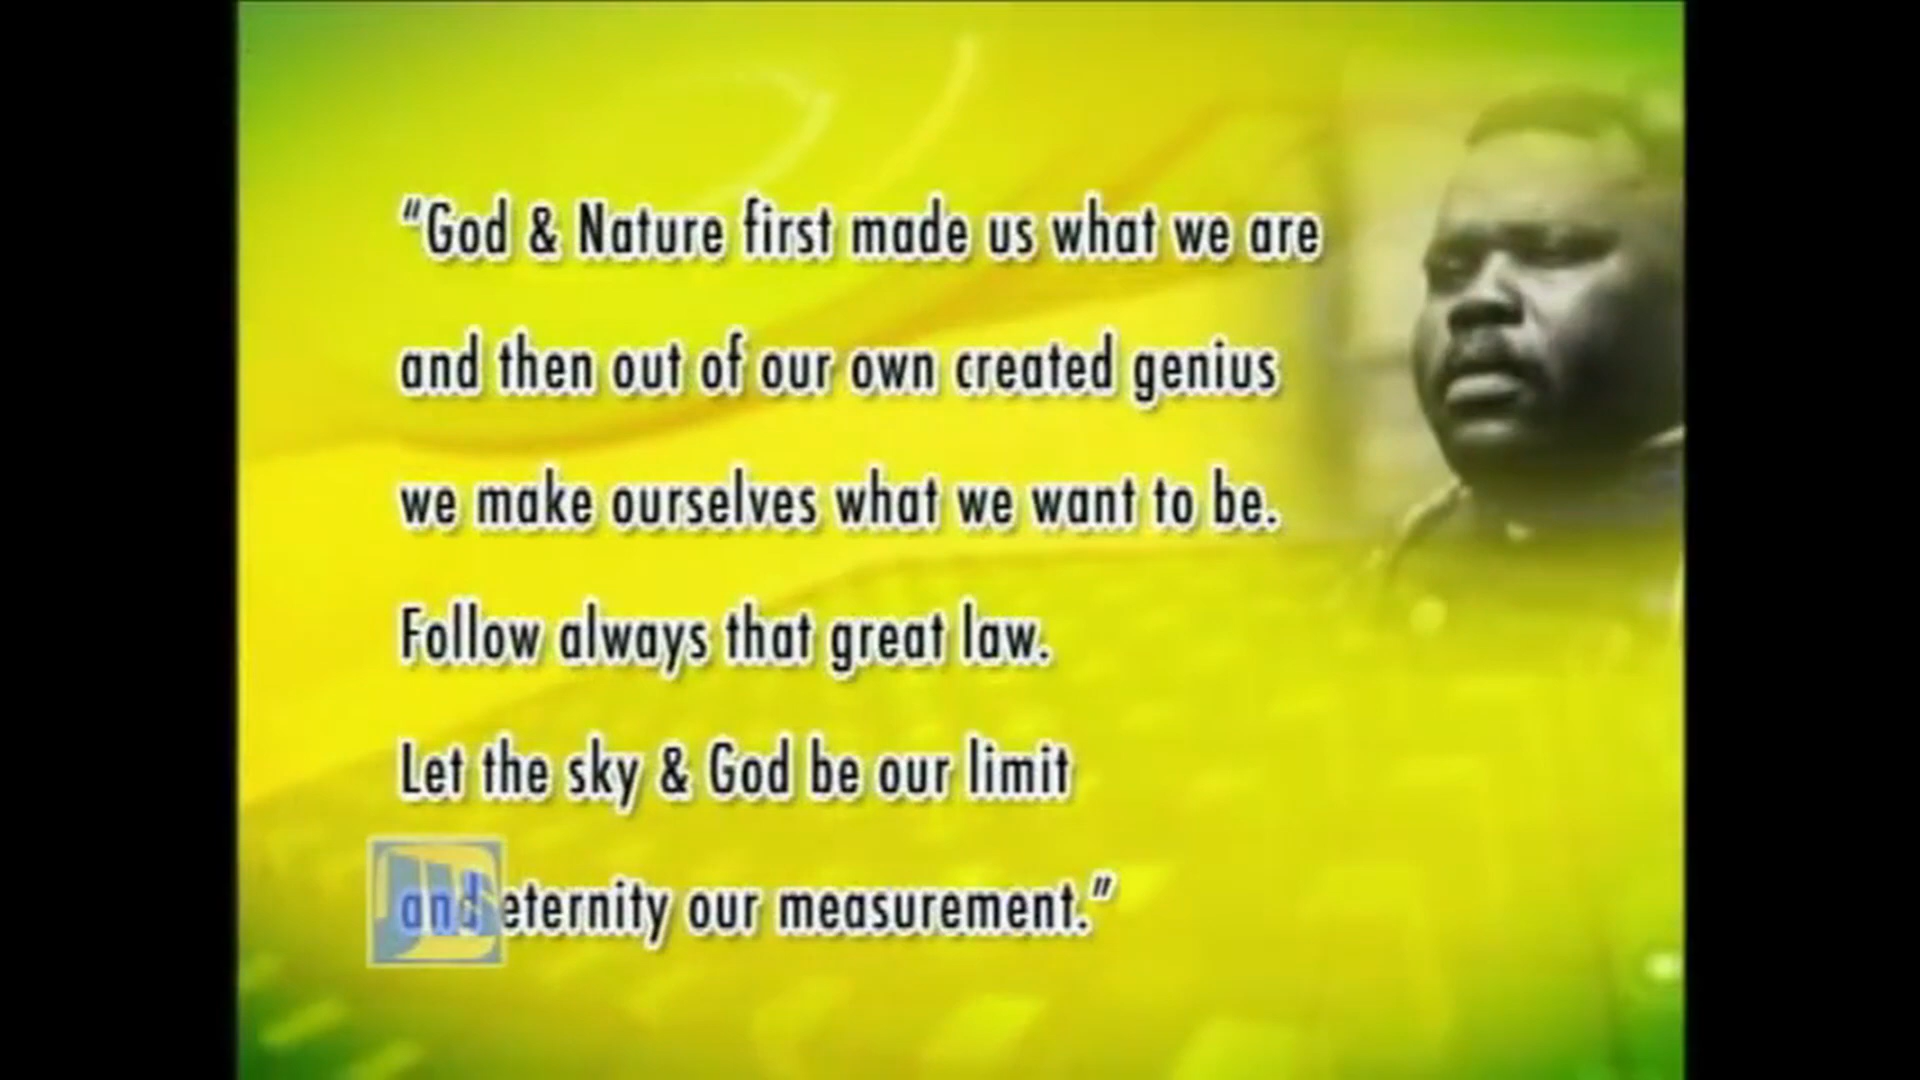 “God & Nature first made us what we are
and then out of our own created genius
we make ourselves what we want to be.
Follow always that great law.
Let the sky & God be our limit
and eternity our measurement.”
JIS